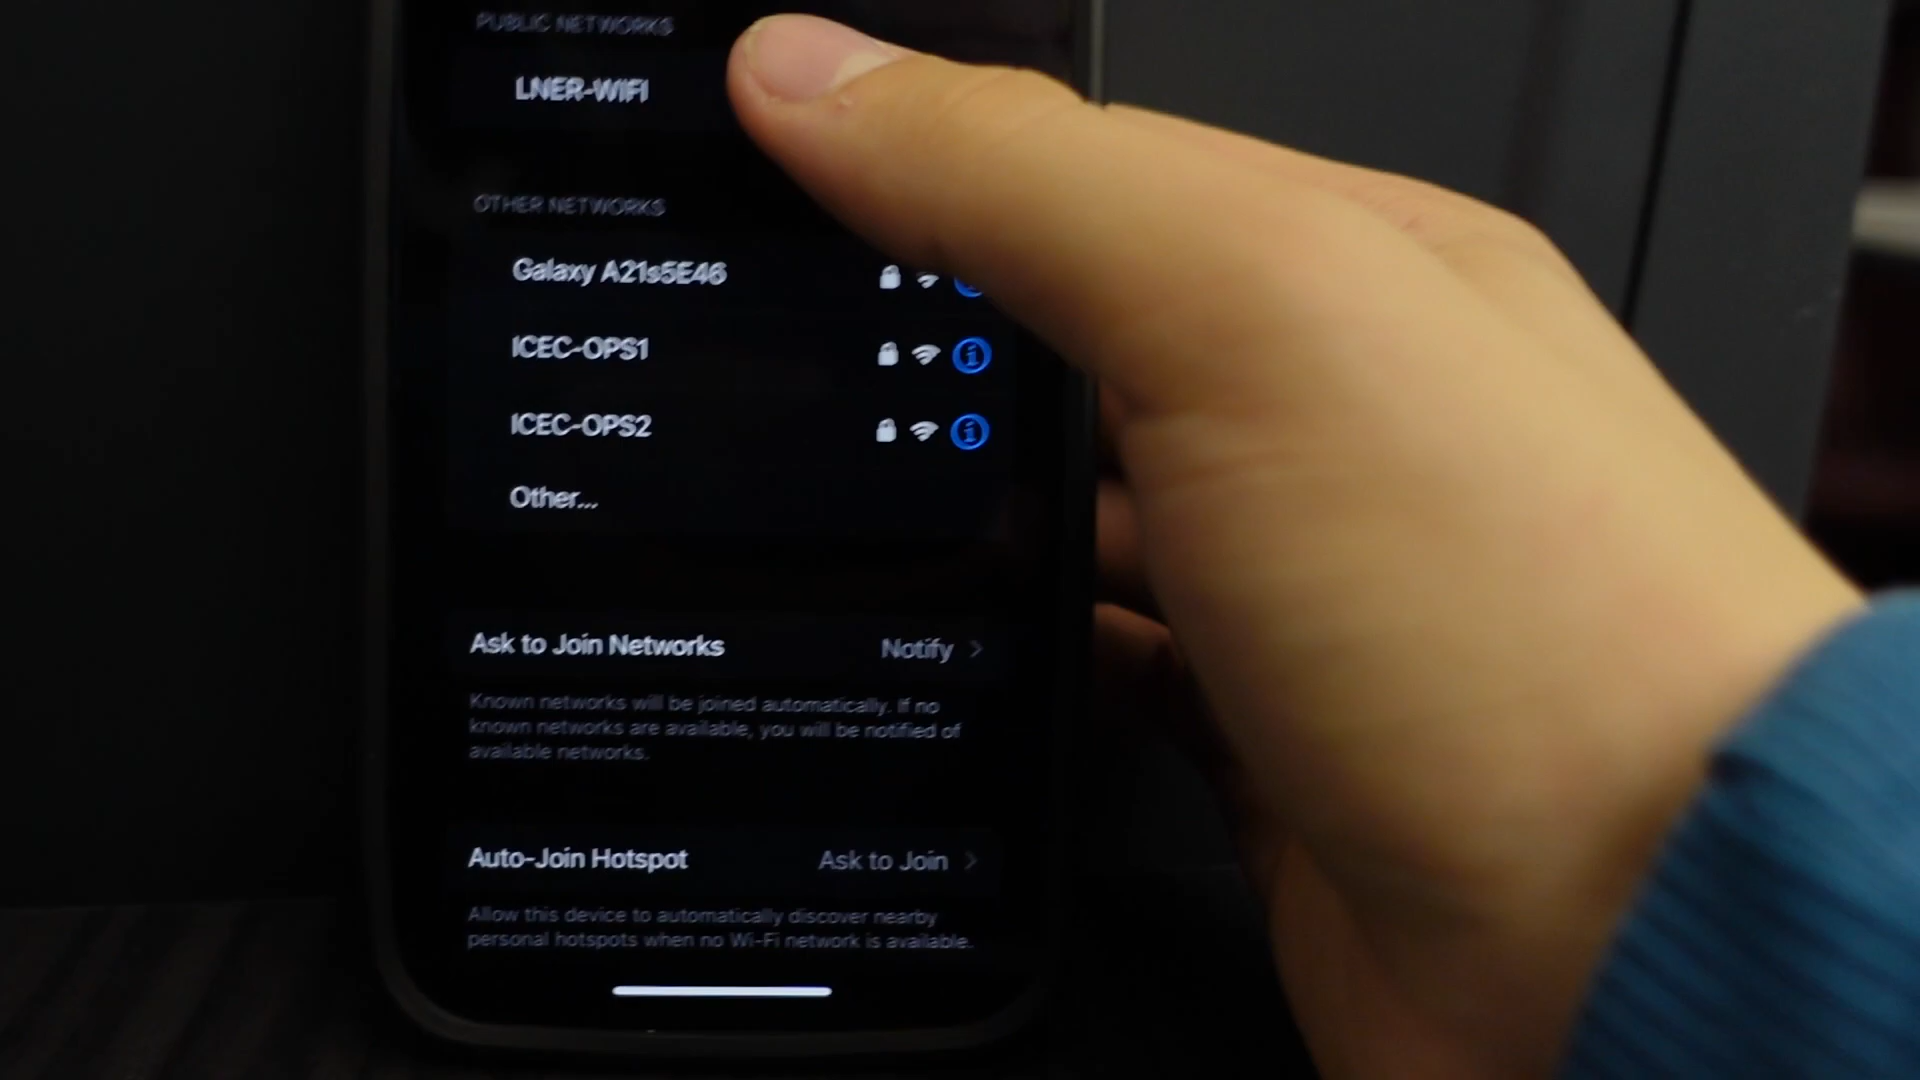 PUBLIC NETWORKS
LNER-WIFI
OTHER NETWORKS
Galaxy A21s5E46
ICEC-OPS1
ICEC-OPS2
Other...
Ask to Join Networks Notify
Known networks will be joined automatically. If no
known networks are available, you will be notified of
available networks.
Auto-Join Hotspot Ask to Join
Allow this device to automatically discover nearby
personal hotspots when no Wi-Fi network is available.